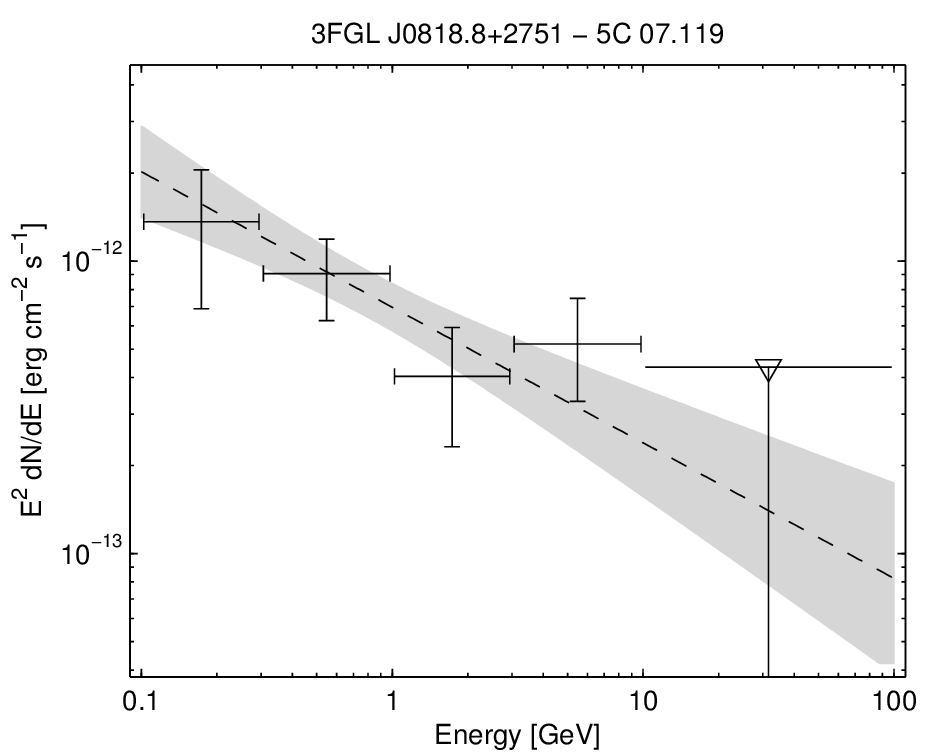 3FGL J0818.8+2751 − 5C 07.119
E² dN/dE [erg cm⁻² s⁻¹]
10⁻¹²
10⁻¹³
0.1 1 10 100
Energy [GeV]